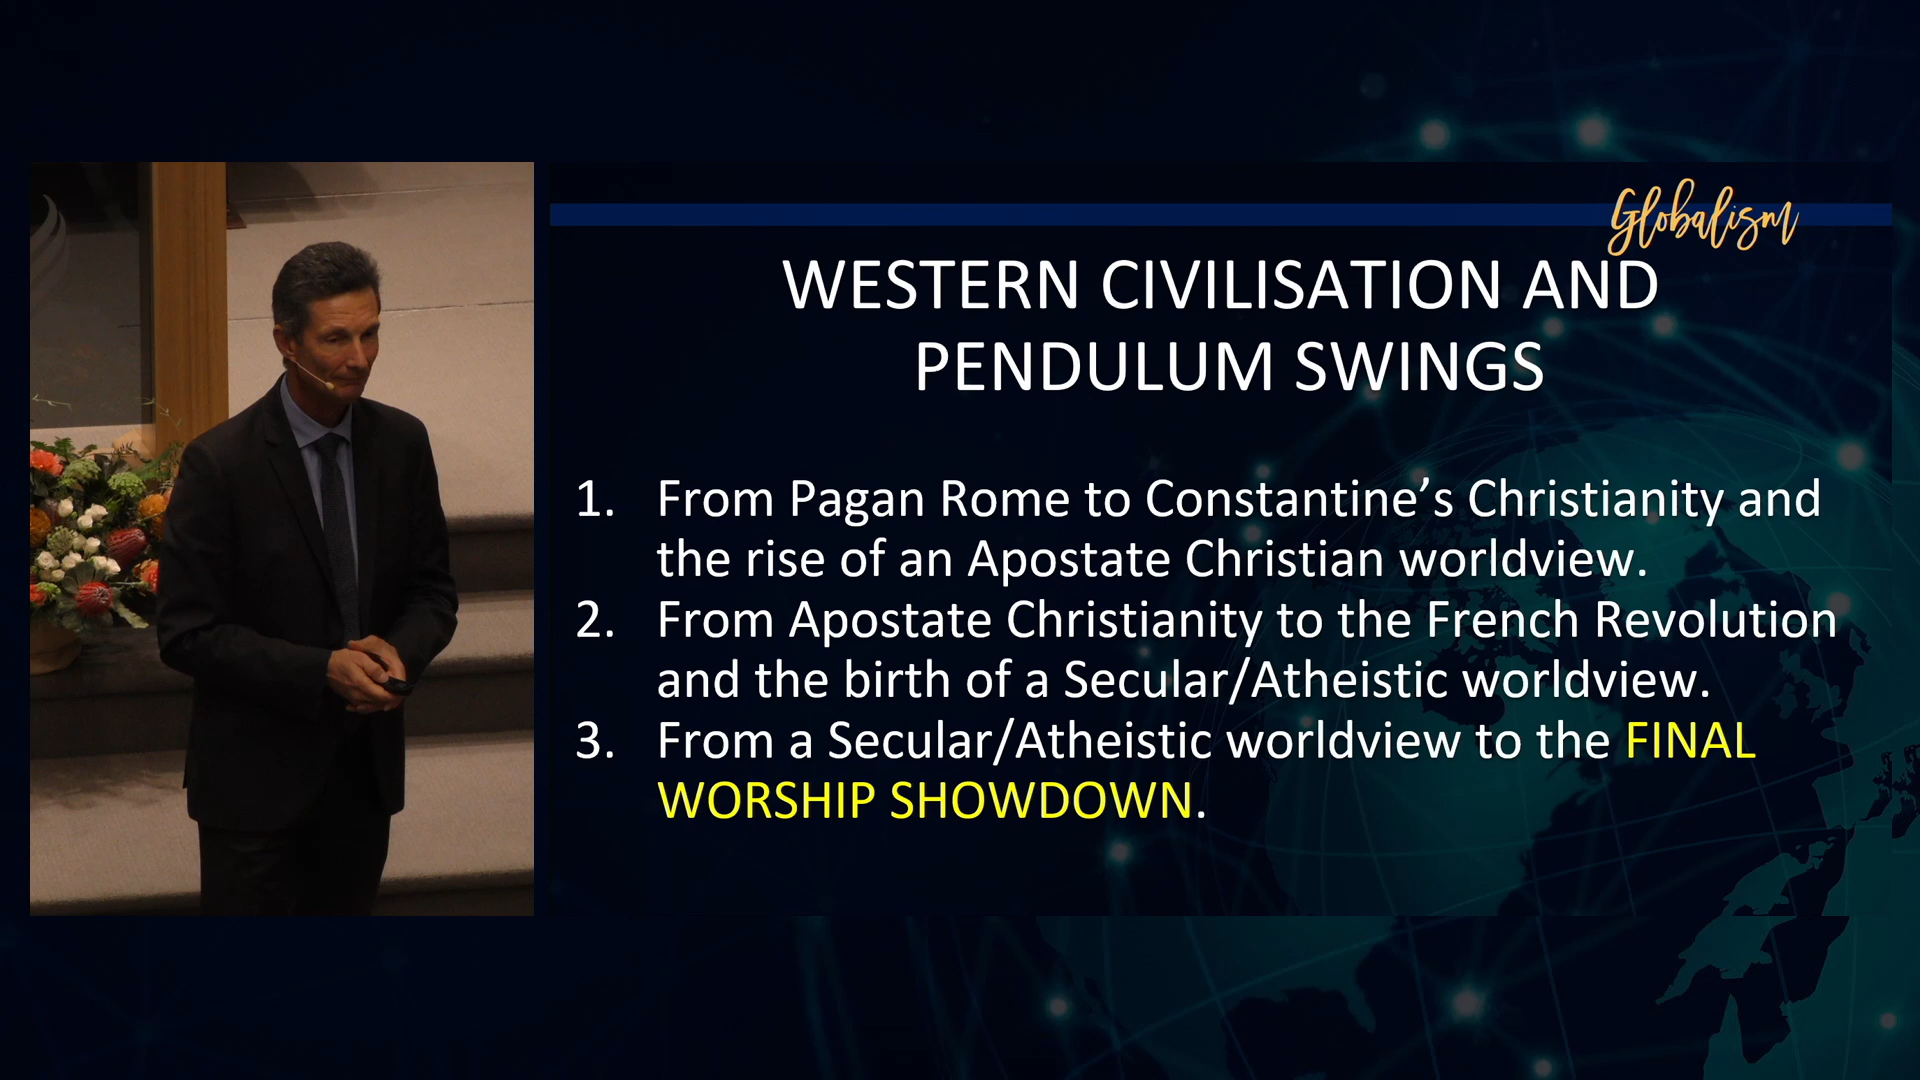 Globalism
WESTERN CIVILISATION AND
PENDULUM SWINGS
1. From Pagan Rome to Constantine’s Christianity and
the rise of an Apostate Christian worldview.
2. From Apostate Christianity to the French Revolution
and the birth of a Secular/Atheistic worldview.
3. From a Secular/Atheistic worldview to the FINAL
WORSHIP SHOWDOWN.